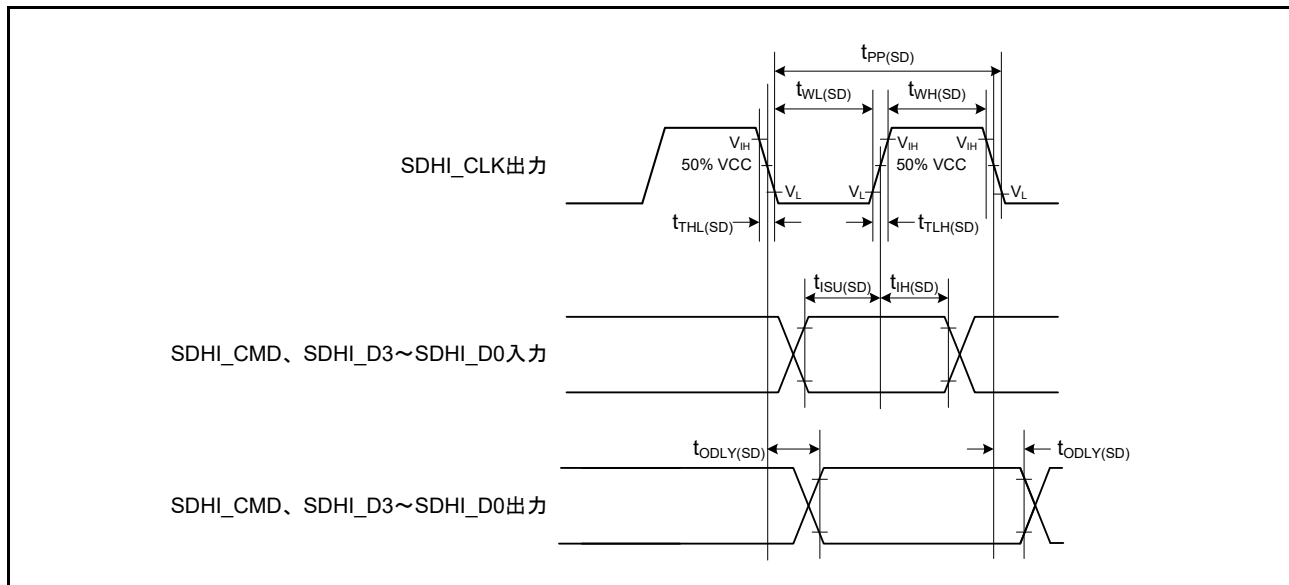 tPP(SD)
tWL(SD) tWH(SD)
SDHI_CLK出力
VIH VIH VIH
50% VCC 50% VCC
VL VL VL
tTHL(SD) tTLH(SD)
tISU(SD) tIH(SD)
SDHI_CMD、SDHI_D3～SDHI_D0入力
tODLY(SD) tODLY(SD)
SDHI_CMD、SDHI_D3～SDHI_D0出力